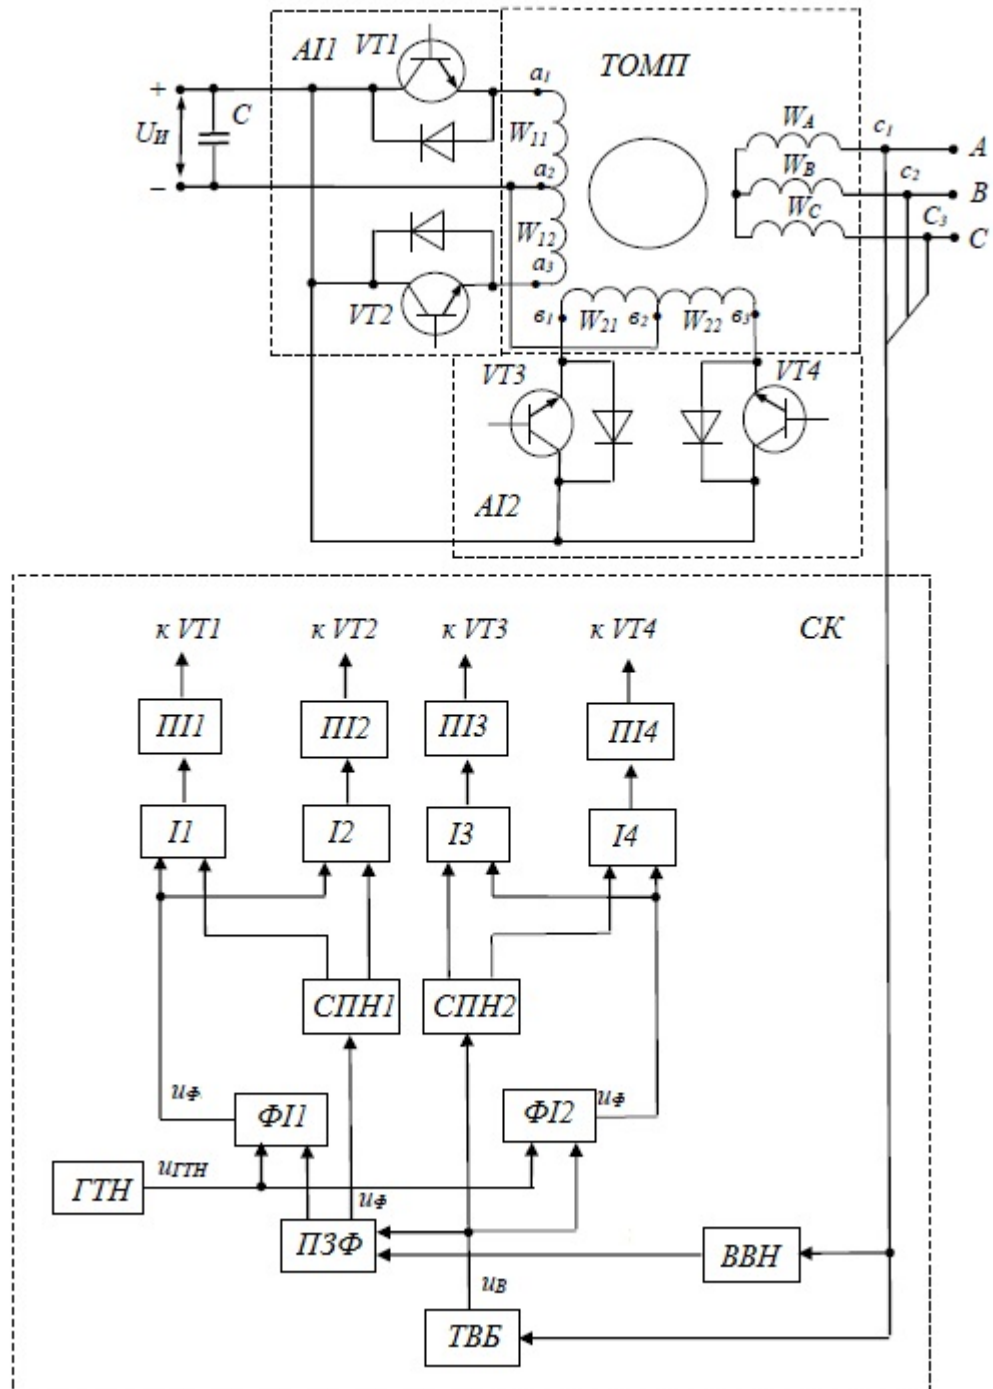 AI1 VT1 ТОМП
a1
+ C W11 WA c1 A
UИ
– a2 WB c2 B
W12 WC C3 C
a3
VT2 в1 W21 в2 W22 в3
VT3 VT4
AI2
к VT1 к VT2 к VT3 к VT4 СК
ПІ1 ПІ2 ПІ3 ПІ4
І1 І2 І3 І4
СПН1 СПН2
uФ ФІ1 ФІ2 uФ
ГТН uГТН
uФ
ПЗФ ВВН
uВ
ТВБ